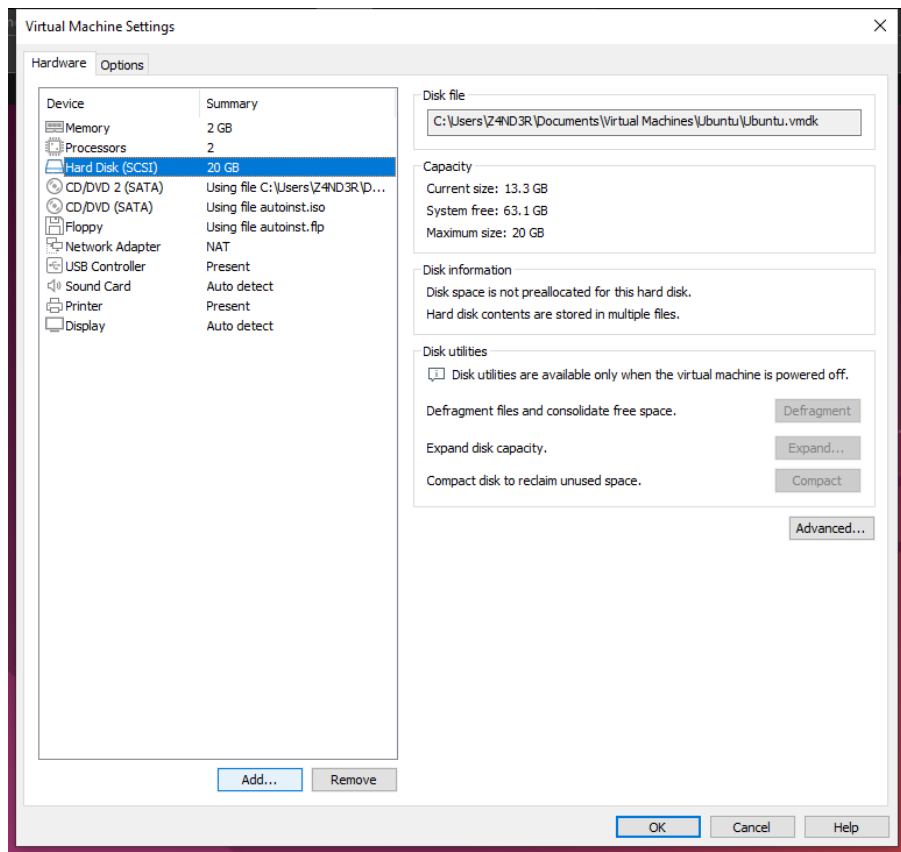 Virtual Machine Settings
Hardware Options
Device Summary
Memory 2 GB
Processors 2
Hard Disk (SCSI) 20 GB
CD/DVD 2 (SATA) Using file C:\Users\Z4ND3R\D...
CD/DVD (SATA) Using file autoinst.iso
Floppy Using file autoinst.flp
Network Adapter NAT
USB Controller Present
Sound Card Auto detect
Printer Present
Display Auto detect
Add... Remove
Disk file
C:\Users\Z4ND3R\Documents\Virtual Machines\Ubuntu\Ubuntu.vmdk
Capacity
Current size: 13.3 GB
System free: 63.1 GB
Maximum size: 20 GB
Disk information
Disk space is not preallocated for this hard disk.
Hard disk contents are stored in multiple files.
Disk utilities
Disk utilities are available only when the virtual machine is powered off.
Defragment files and consolidate free space. Defragment
Expand disk capacity. Expand...
Compact disk to reclaim unused space. Compact
Advanced...
OK Cancel Help